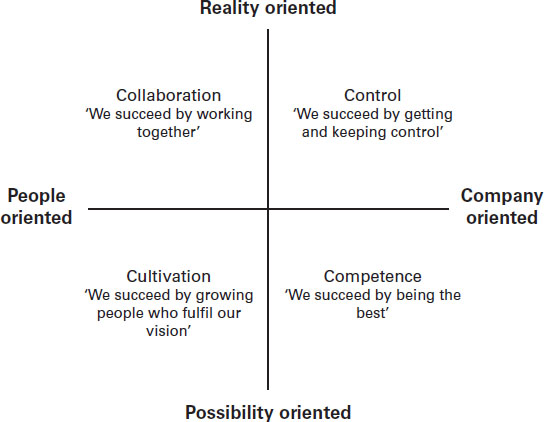 Reality oriented
Collaboration
‘We succeed by working
together’
Control
‘We succeed by getting
and keeping control’
People
oriented
Company
oriented
Cultivation
‘We succeed by growing
people who fulfil our
vision’
Competence
‘We succeed by being the
best’
Possibility oriented